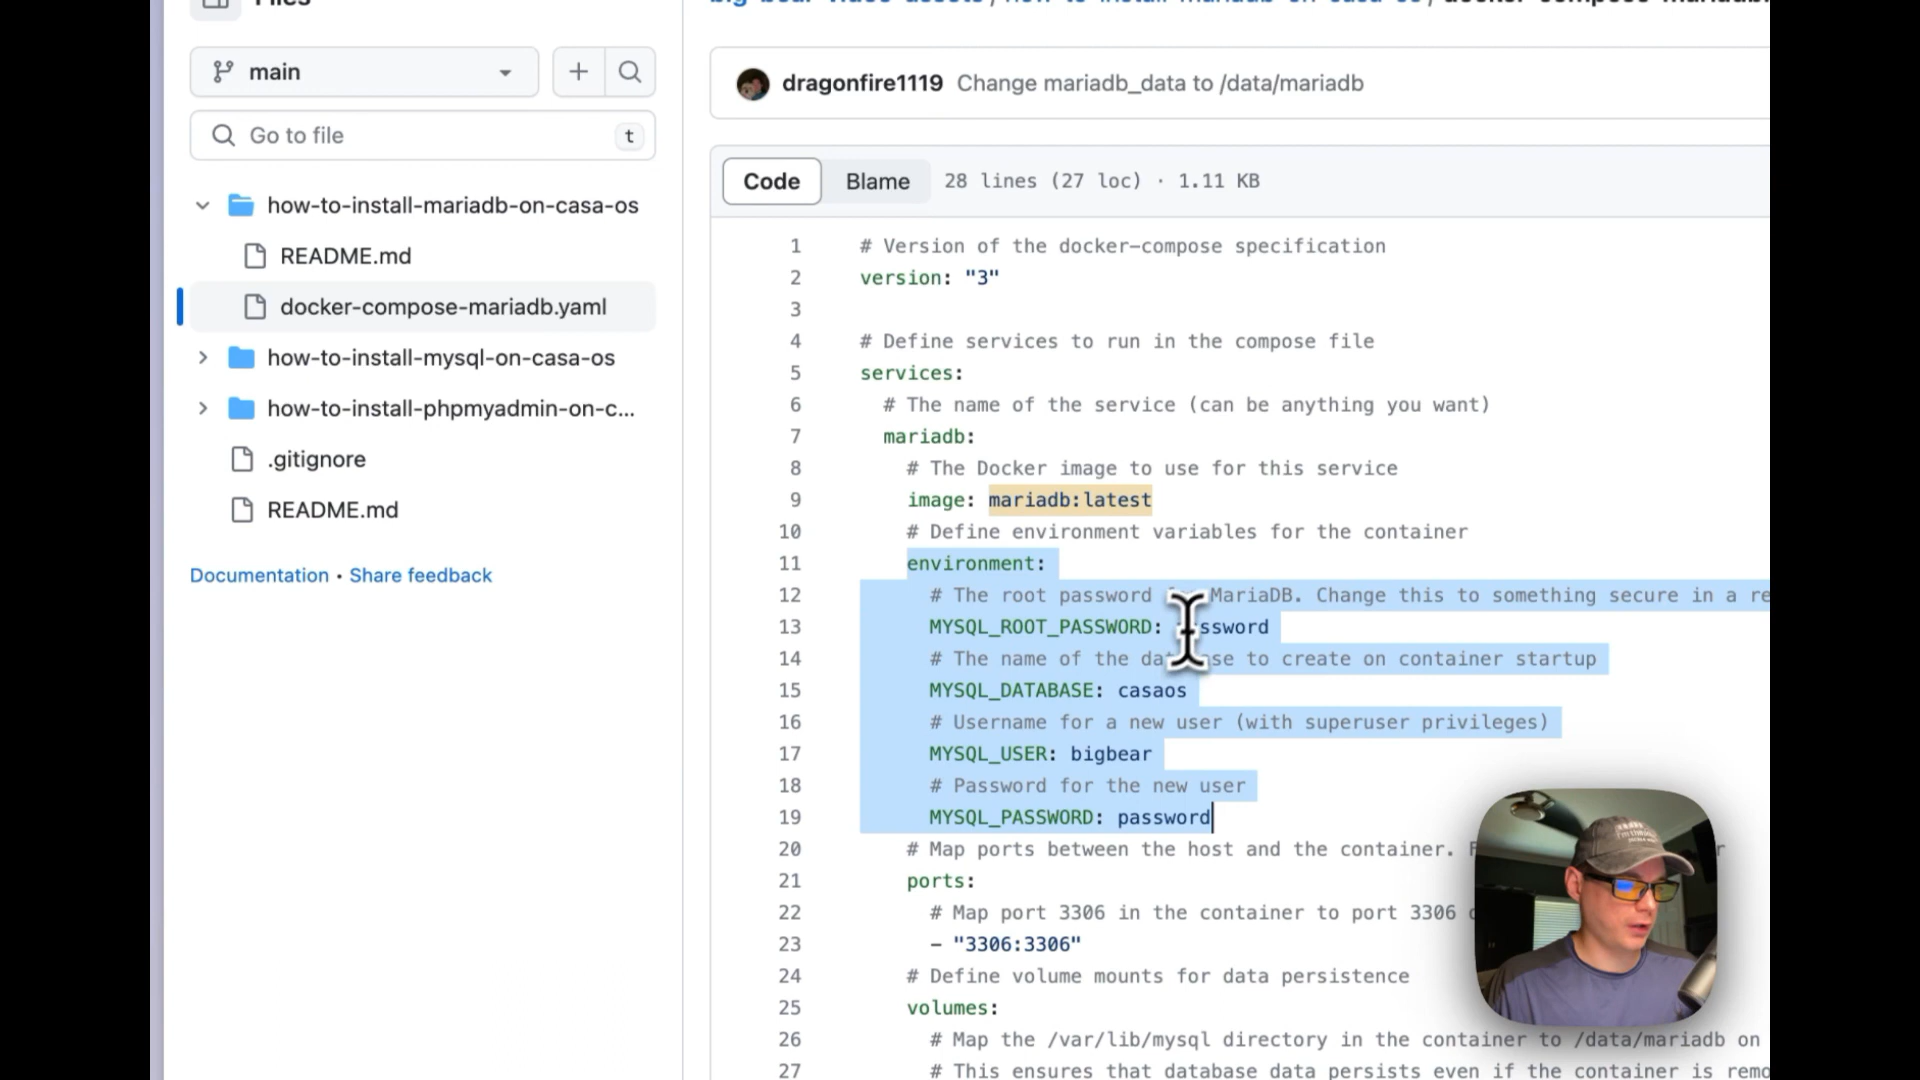 main
Go to file
t
how-to-install-mariadb-on-casa-os
README.md
docker-compose-mariadb.yaml
how-to-install-mysql-on-casa-os
how-to-install-phpmyadmin-on-c...
.gitignore
README.md
Documentation • Share feedback
dragonfire1119 Change mariadb_data to /data/mariadb
Code Blame 28 lines (27 loc) · 1.11 KB
1 # Version of the docker-compose specification
2 version: "3"
3
4 # Define services to run in the compose file
5 services:
6 # The name of the service (can be anything you want)
7 mariadb:
8 # The Docker image to use for this service
9 image: mariadb:latest
10 # Define environment variables for the container
11 environment:
12 # The root password MariaDB. Change this to something secure in a
13 MYSQL_ROOT_PASSWORD:
14 # The name of the to create on container startup
15 MYSQL_DATABASE: casaos
16 # Username for a new user (with superuser privileges)
17 MYSQL_USER: bigbear
18 # Password for the new user
19 MYSQL_PASSWORD: password
20 # Map ports between the host and the container.
21 ports:
22 # Map port 3306 in the container to port 3306
23 - "3306:3306"
24 # Define volume mounts for data persistence
25 volumes:
26 # Map the /var/lib/mysql directory in the container to /data/mariadb on
27 # This ensures that database data persists even if the container is